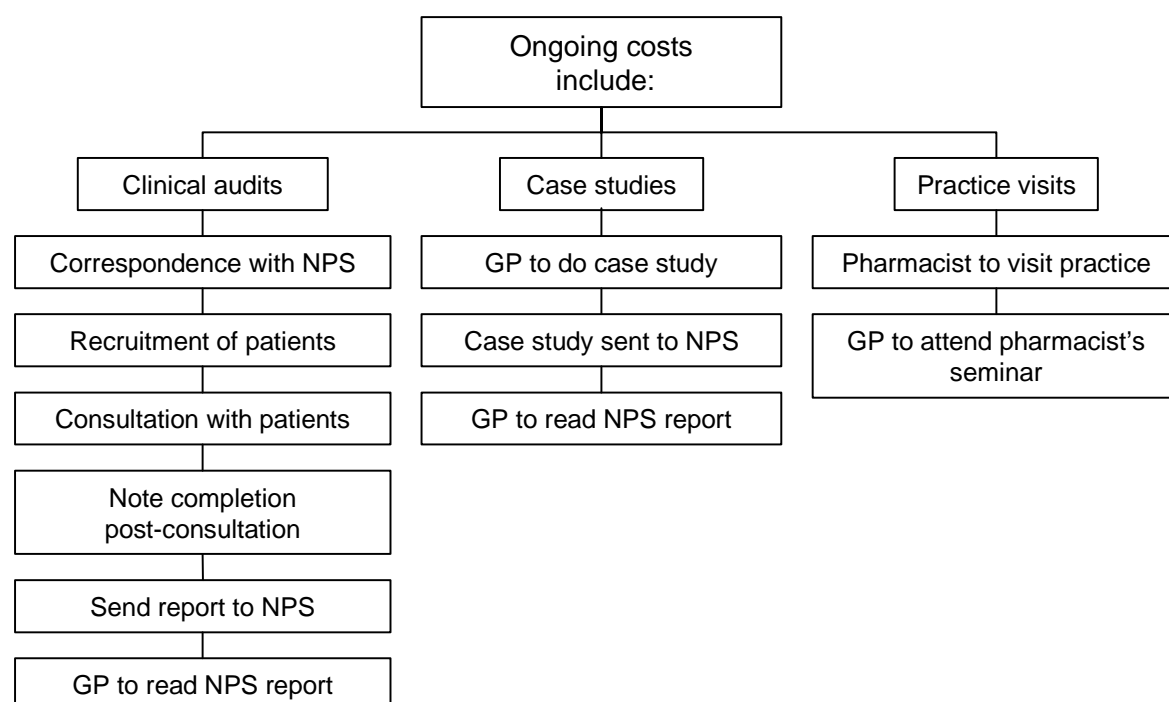 Ongoing costs
include:
Clinical audits
Case studies
Practice visits
Correspondence with NPS
GP to do case study
Pharmacist to visit practice
Recruitment of patients
Case study sent to NPS
GP to attend pharmacist's
seminar
Consultation with patients
GP to read NPS report
Note completion
post-consultation
Send report to NPS
GP to read NPS report